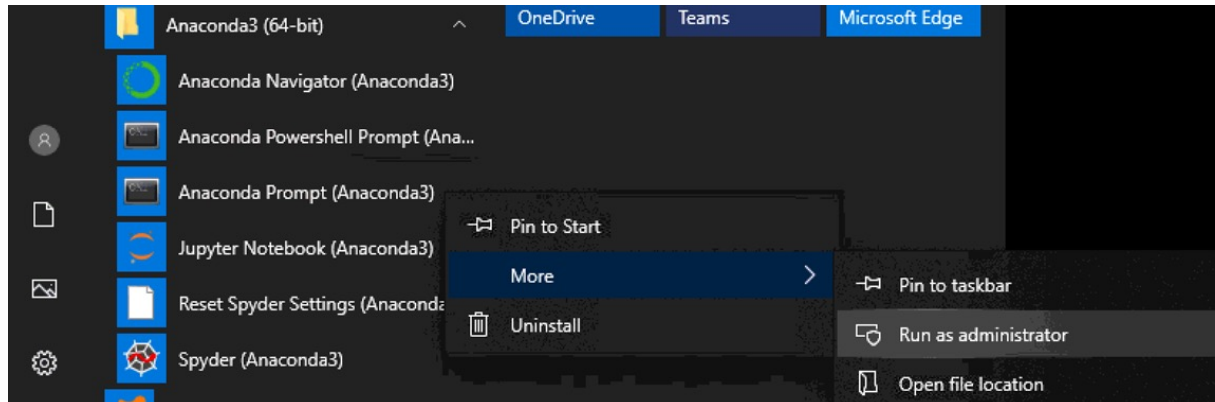 Anaconda3 (64-bit)
OneDrive
Teams
Microsoft Edge
Anaconda Navigator (Anaconda3)
Anaconda Powershell Prompt (Ana...
Anaconda Prompt (Anaconda3)
Jupyter Notebook (Anaconda3)
Reset Spyder Settings (Anaconda
Spyder (Anaconda3)
Pin to Start
More
Uninstall
Pin to taskbar
Run as administrator
Open file location